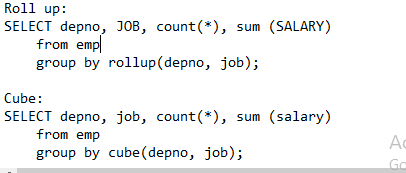 Roll up:
SELECT depno, JOB, count(*), sum (SALARY)
from emp
group by rollup(depno, job);
Cube:
SELECT depno, job, count(*), sum (salary)
from emp
group by cube(depno, job);